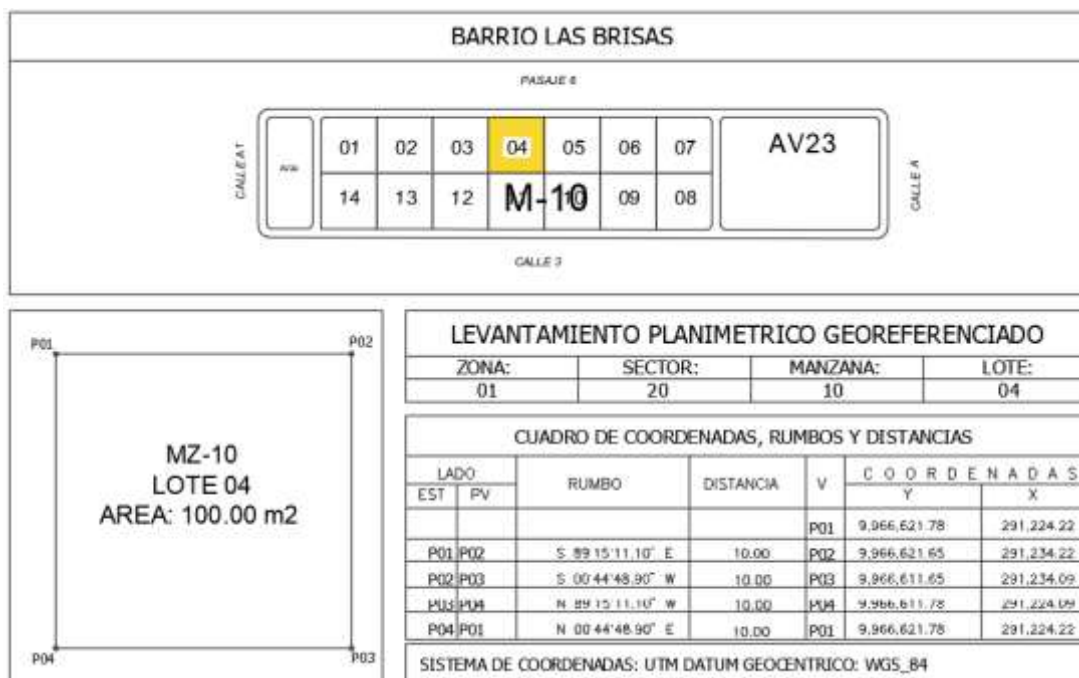 BARRIO LAS BRISAS
PASAJE 6
CALLE A1
01 02 03 04 05 06 07
AV23
CALLE A
14 13 12 M-10 10 09 08
CALLE 3
P01 P02
MZ-10
LOTE 04
AREA: 100.00 m2
P04 P03
LEVANTAMIENTO PLANIMETRICO GEOREFERENCIADO
ZONA: SECTOR: MANZANA: LOTE:
01 20 10 04
CUADRO DE COORDENADAS, RUMBOS Y DISTANCIAS
LADO RUMBO DISTANCIA V COORDENADAS
EST PV Y X
P01 9,966,621.78 291,224.22
P01 P02 S 89 15'11.10" E 10.00 P02 9,966,621.65 291,234.22
P02 P03 S 00 44'48.90" W 10.00 P03 9,966,611.65 291,234.09
P03 P04 N 89 15'11.10" W 10.00 P04 9,966,611.78 291,224.09
P04 P01 N 00 44'48.90" E 10.00 P01 9,966,621.78 291,224.22
SISTEMA DE COORDENADAS: UTM DATUM GEOCENTRICO: WGS_84